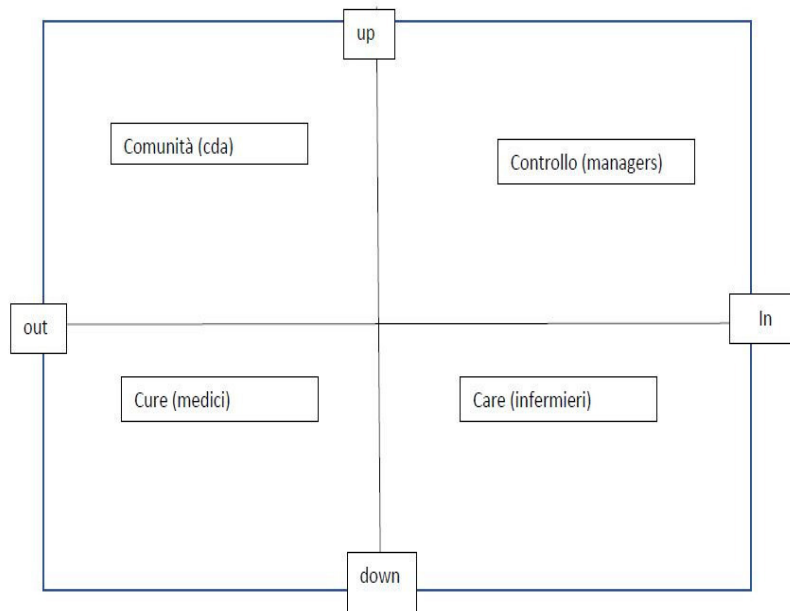 up
Comunità (cda)
Controllo (managers)
out
In
Cure (medici)
Care (infermieri)
down